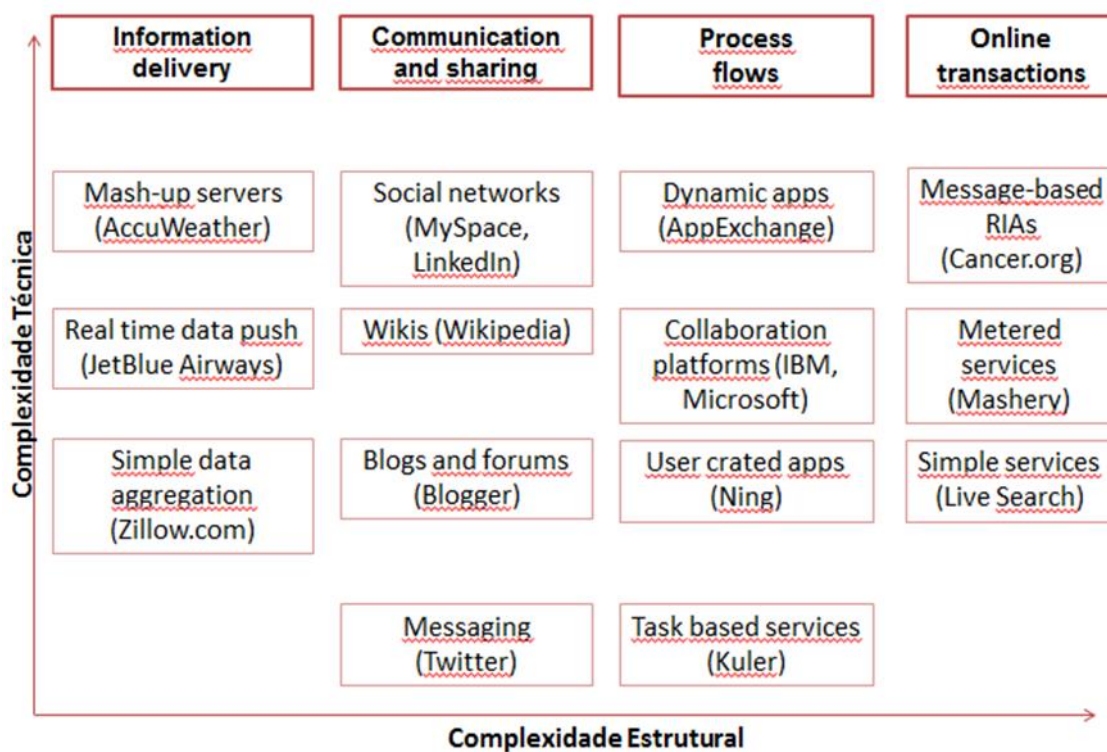 Information
delivery
Communication
and sharing
Process
flows
Online
transactions
Complexidade Técnica
Mash-up servers
(AccuWeather)
Social networks
(MySpace,
LinkedIn)
Dynamic apps
(AppExchange)
Message-based
RIAs
(Cancer.org)
Real time data push
(JetBlue Airways)
Wikis (Wikipedia)
Collaboration
platforms (IBM,
Microsoft)
Metered
services
(Mashery)
Simple data
aggregation
(Zillow.com)
Blogs and forums
(Blogger)
User crated apps
(Ning)
Simple services
(Live Search)
Messaging
(Twitter)
Task based services
(Kuler)
Complexidade Estrutural